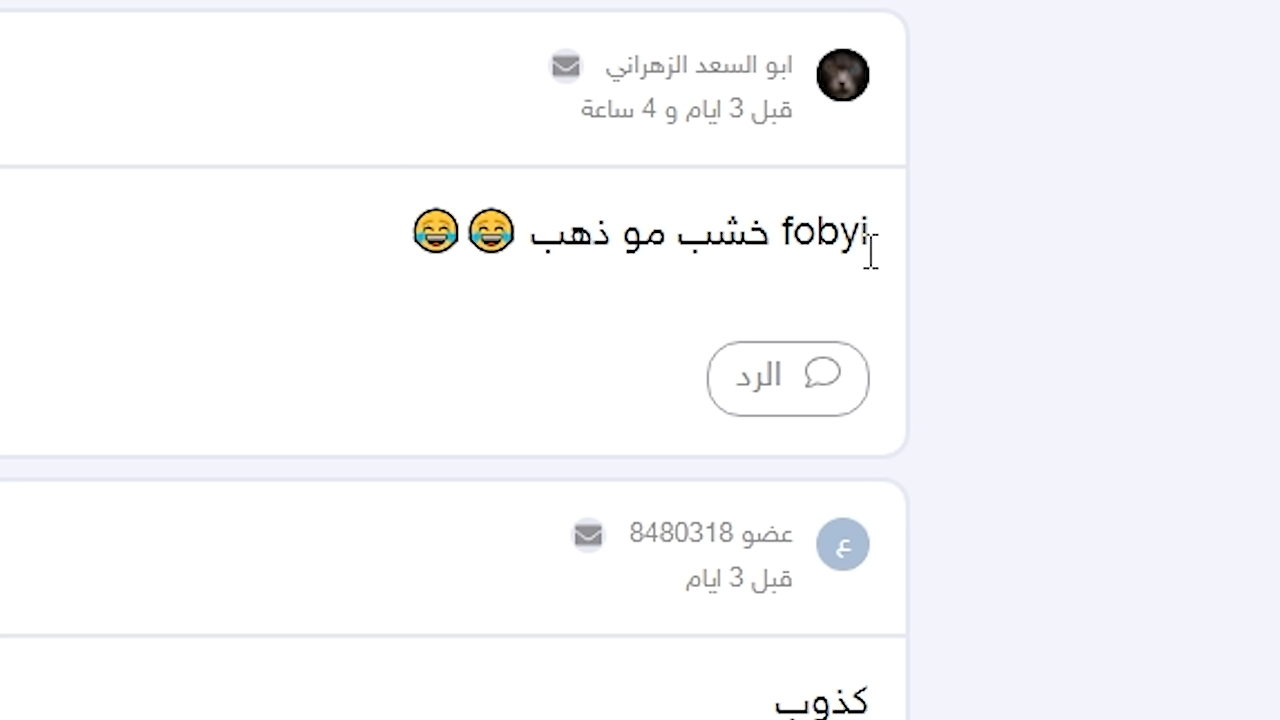 ابو السعد الزهراني
قبل 3 ايام و 4 ساعة
fobyi خشب مو ذهب 😂😂
الرد
عضو 8480318
ع
قبل 3 ايام
كذوب